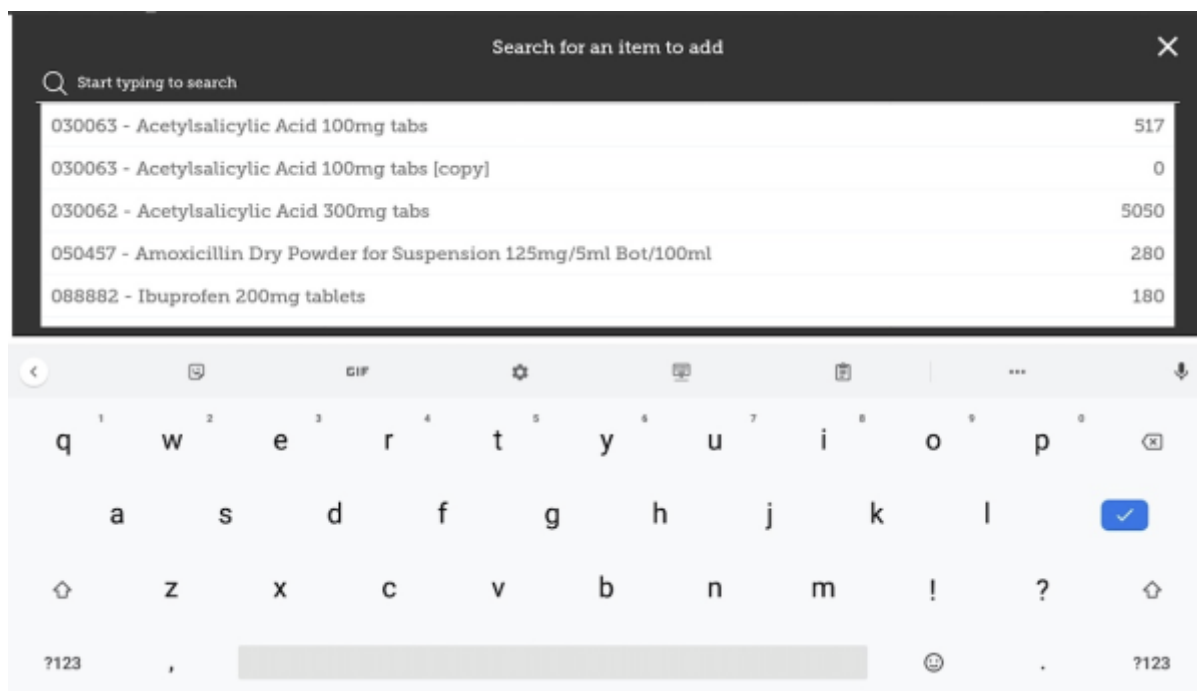 Search for an item to add
Start typing to search
030063 - Acetylsalicylic Acid 100mg tabs 517
030063 - Acetylsalicylic Acid 100mg tabs [copy] 0
030062 - Acetylsalicylic Acid 300mg tabs 5050
050457 - Amoxicillin Dry Powder for Suspension 125mg/5ml Bot/100ml 280
088882 - Ibuprofen 200mg tablets 180
GIF
1 2 3 4 5 6 7 8 9 0
q w e r t y u i o p
a s d f g h j k l
z x c v b n m ! ?
?123 , . ?123